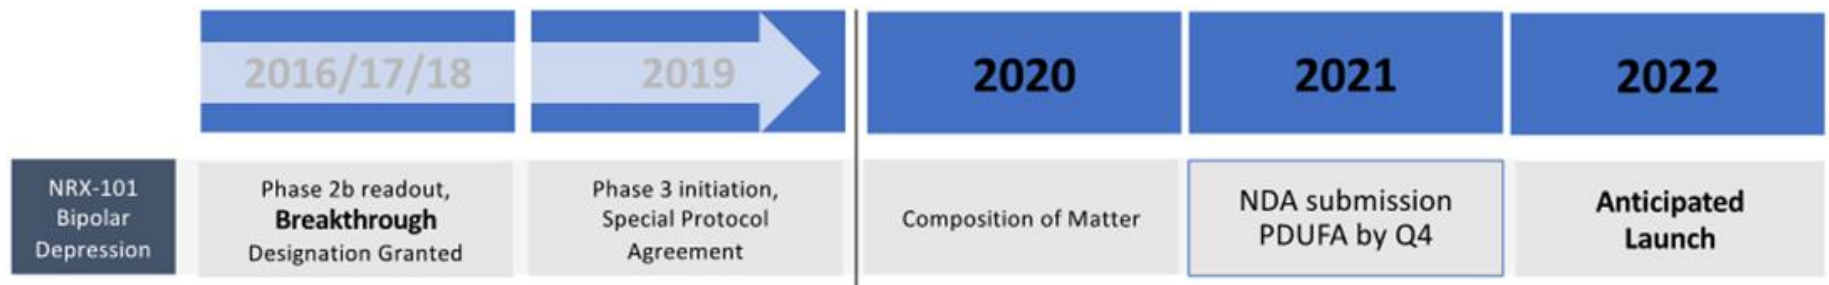 2016/17/18
2019
2020
2021
2022
NRX-101
Bipolar
Depression
Phase 2b readout,
Breakthrough
Designation Granted
Phase 3 initiation,
Special Protocol
Agreement
Composition of Matter
NDA submission
PDUFA by Q4
Anticipated
Launch